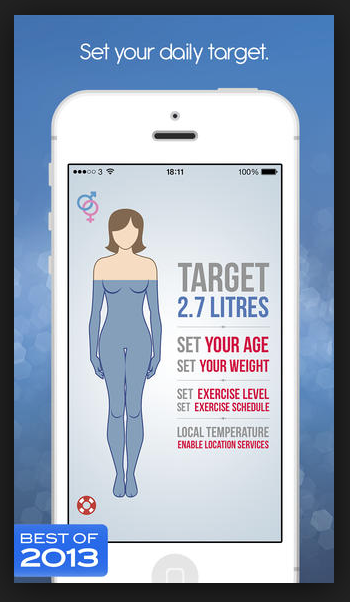 Set your daily target.
3 18:11 100%
TARGET
2.7 LITRES
SET YOUR AGE
SET YOUR WEIGHT
SET EXERCISE LEVEL
SET EXERCISE SCHEDULE
LOCAL TEMPERATURE
ENABLE LOCATION SERVICES
BEST OF
2013